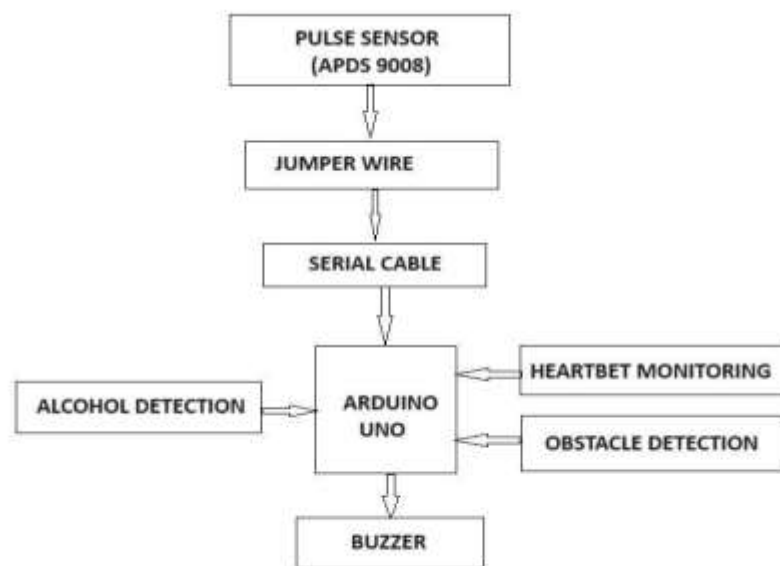 PULSE SENSOR
(APDS 9008)
JUMPER WIRE
SERIAL CABLE
HEARTBET MONITORING
ALCOHOL DETECTION
ARDUINO
UNO
OBSTACLE DETECTION
BUZZER